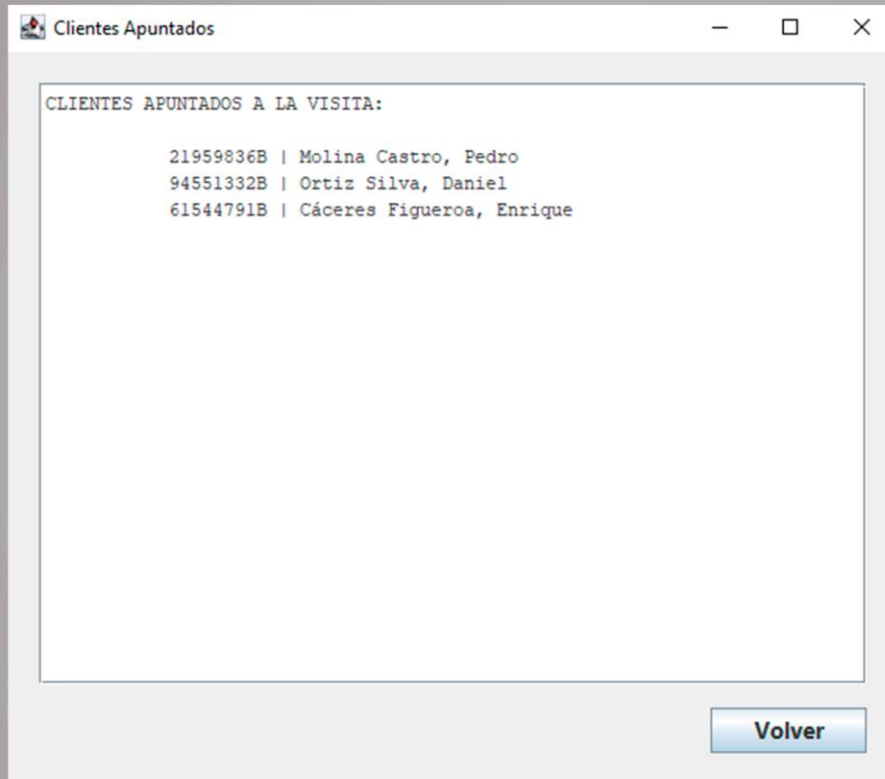 Clientes Apuntados
CLIENTES APUNTADOS A LA VISITA:
21959836B | Molina Castro, Pedro
94551332B | Ortiz Silva, Daniel
61544791B | Cáceres Figueroa, Enrique
Volver